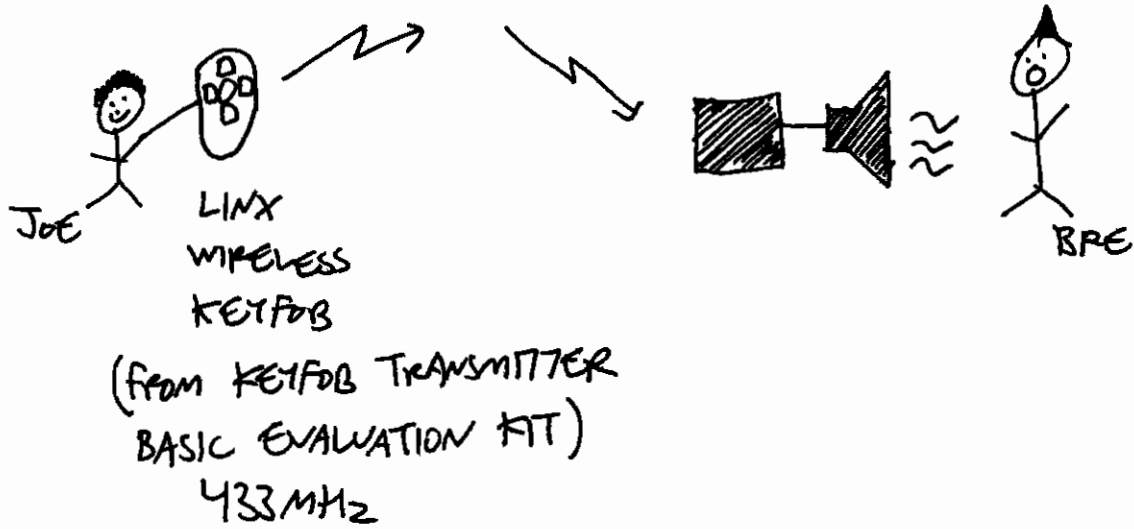 JOE
LINX
WIRELESS
KEYFOB
(FROM KEYFOB TRANSMITTER
BASIC EVALUATION KIT)
433MHz
BRE